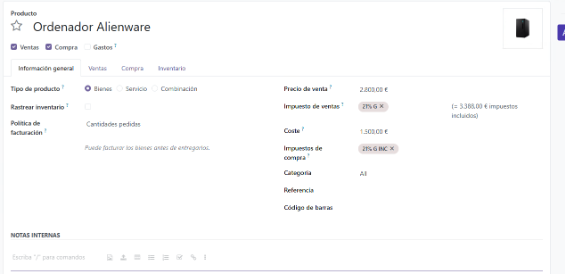 Producto
Ordenador Alienware
Ventas Compra Gastos ?
Información general Ventas Compra Inventario
Tipo de producto ? Bienes Servicio Combinación
Rastrear inventario ?
Política de facturación ? Cantidades pedidas
Puede facturar los bienes antes de entregarlos.
Precio de venta ? 2.800,00 €
Impuesto de ventas ? 21% G × (= 3.388,00 € impuestos incluidos)
Coste ? 1.500,00 €
Impuestos de compra ? 21% G INC ×
Categoría All
Referencia
Código de barras
NOTAS INTERNAS
Escriba "/" para comandos